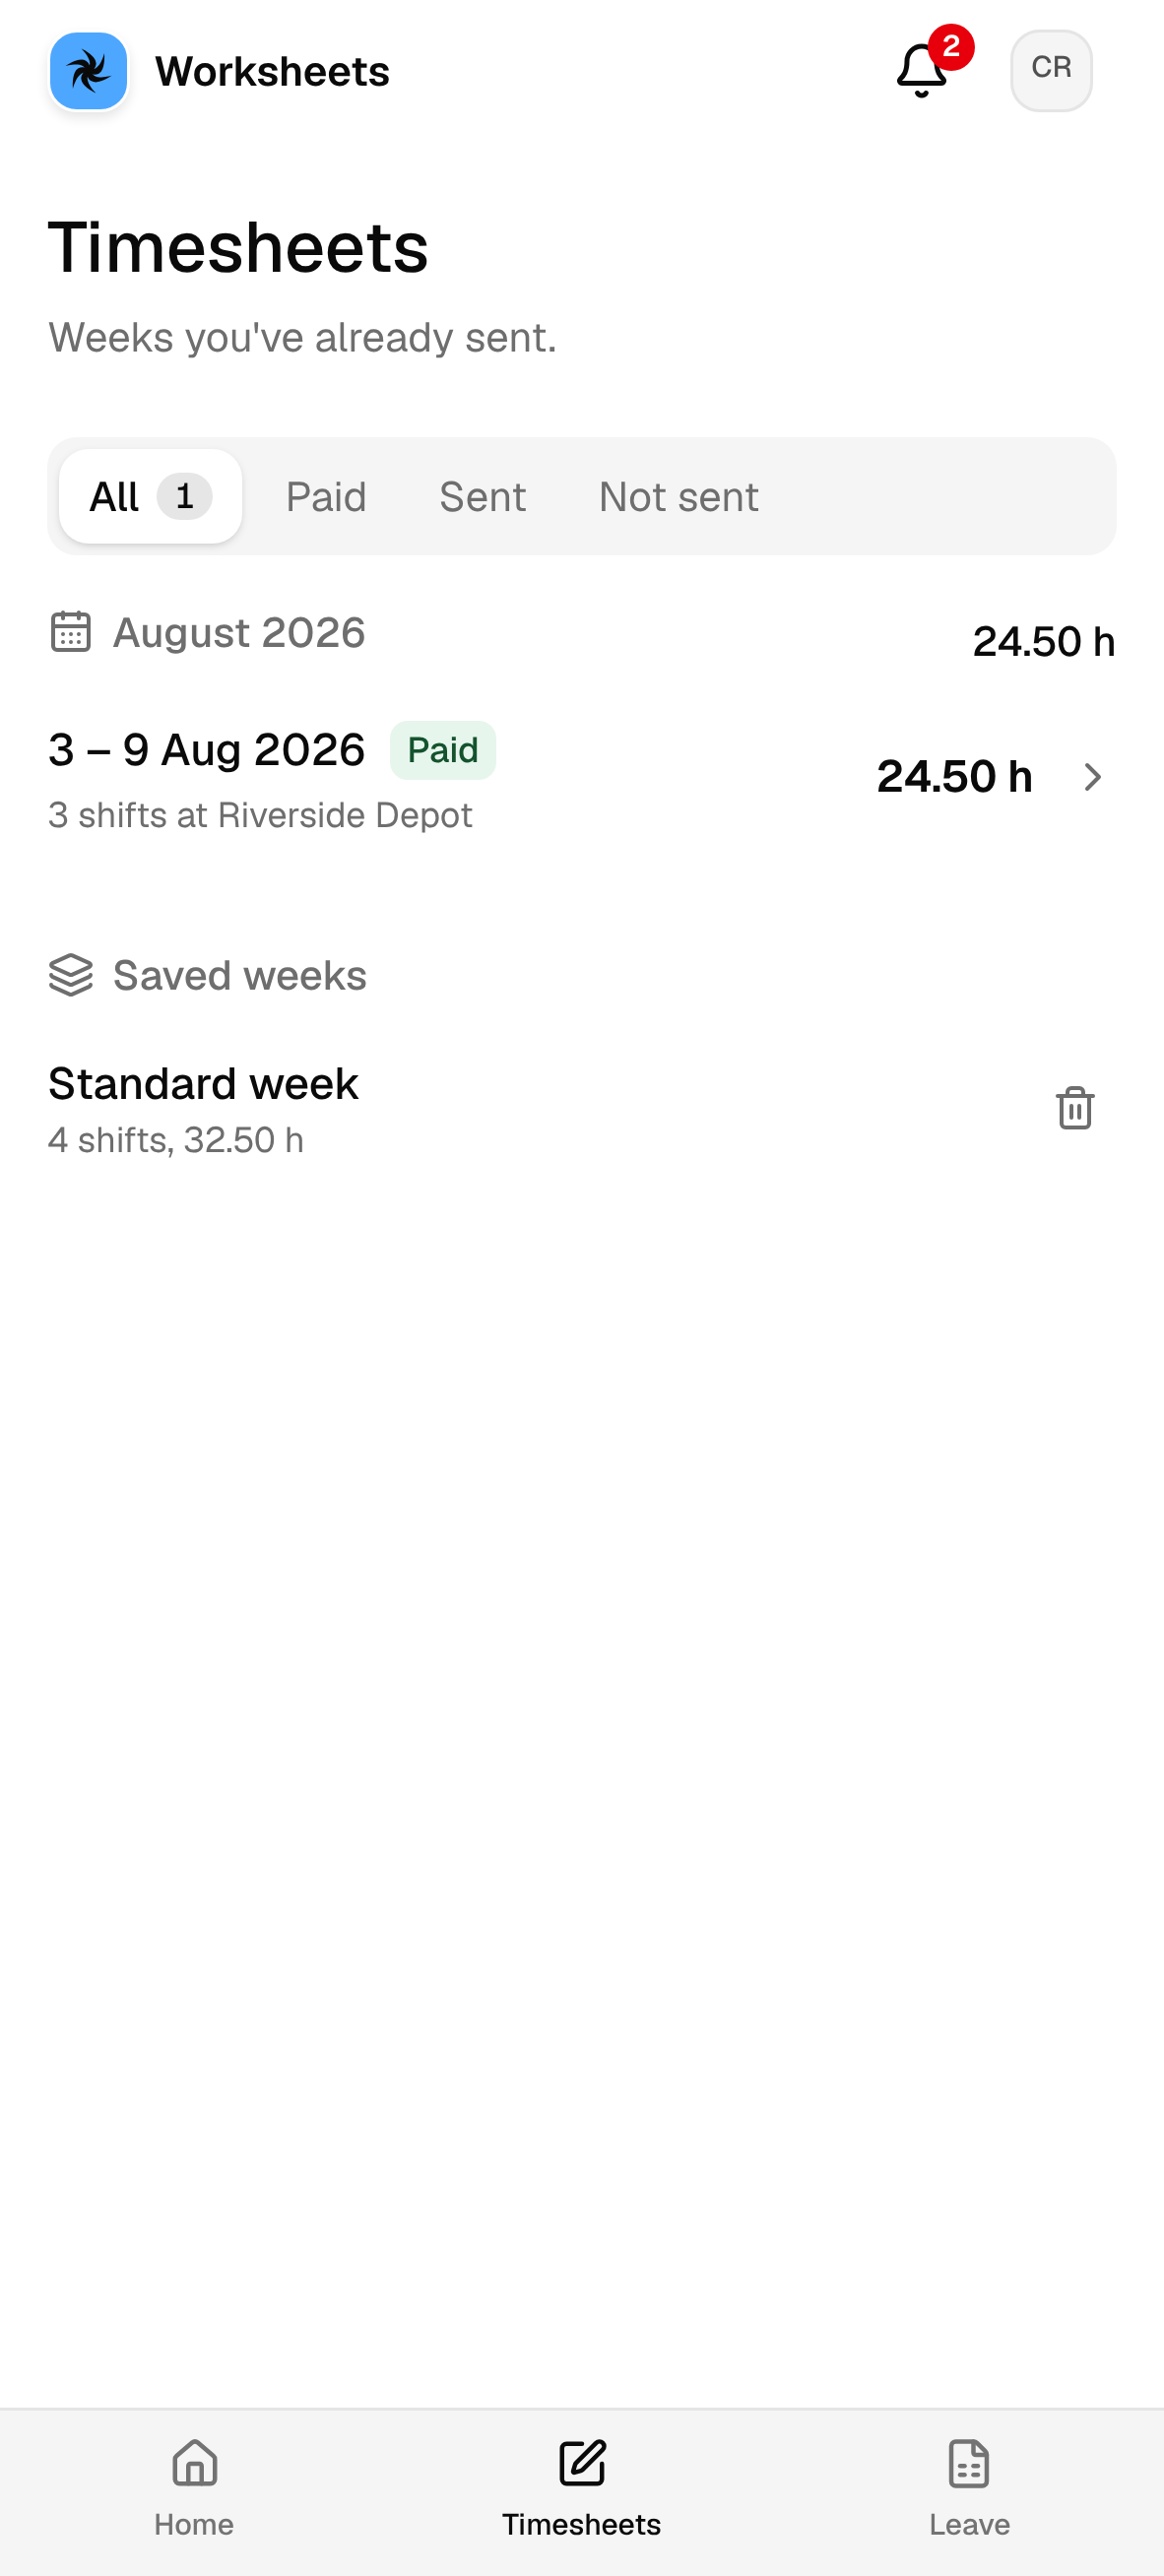 Worksheets
2
CR
Timesheets
Weeks you've already sent.
All 1 Paid Sent Not sent
August 2026
24.50 h
3 – 9 Aug 2026 Paid
24.50 h
3 shifts at Riverside Depot
Saved weeks
Standard week
4 shifts, 32.50 h
Home Timesheets Leave